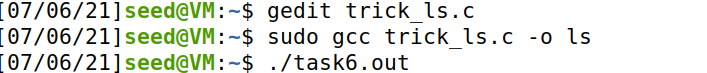 [07/06/21]seed@VM:~$ gedit trick_ls.c
[07/06/21]seed@VM:~$ sudo gcc trick_ls.c -o ls
[07/06/21]seed@VM:~$ ./task6.out